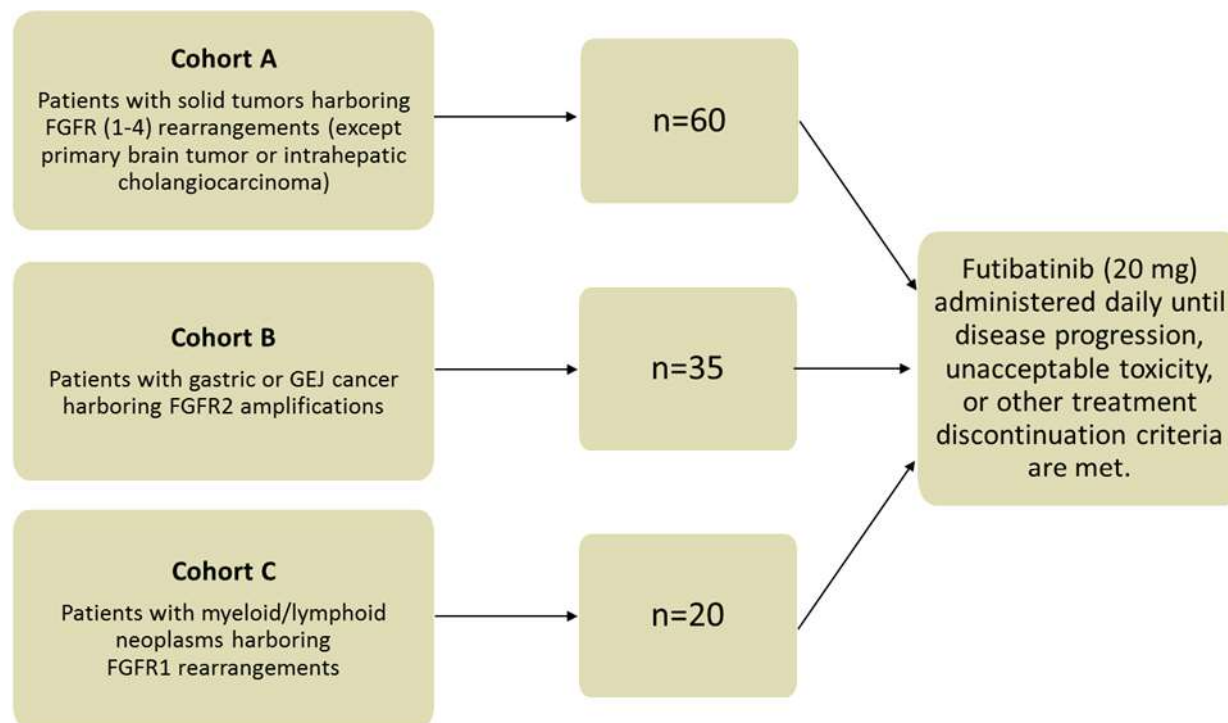 Cohort A
Patients with solid tumors harboring
FGFR (1-4) rearrangements (except
primary brain tumor or intrahepatic
cholangiocarcinoma)
n=60
Cohort B
Patients with gastric or GEJ cancer
harboring FGFR2 amplifications
n=35
Cohort C
Patients with myeloid/lymphoid
neoplasms harboring
FGFR1 rearrangements
n=20
Futibatinib (20 mg)
administered daily until
disease progression,
unacceptable toxicity,
or other treatment
discontinuation criteria
are met.